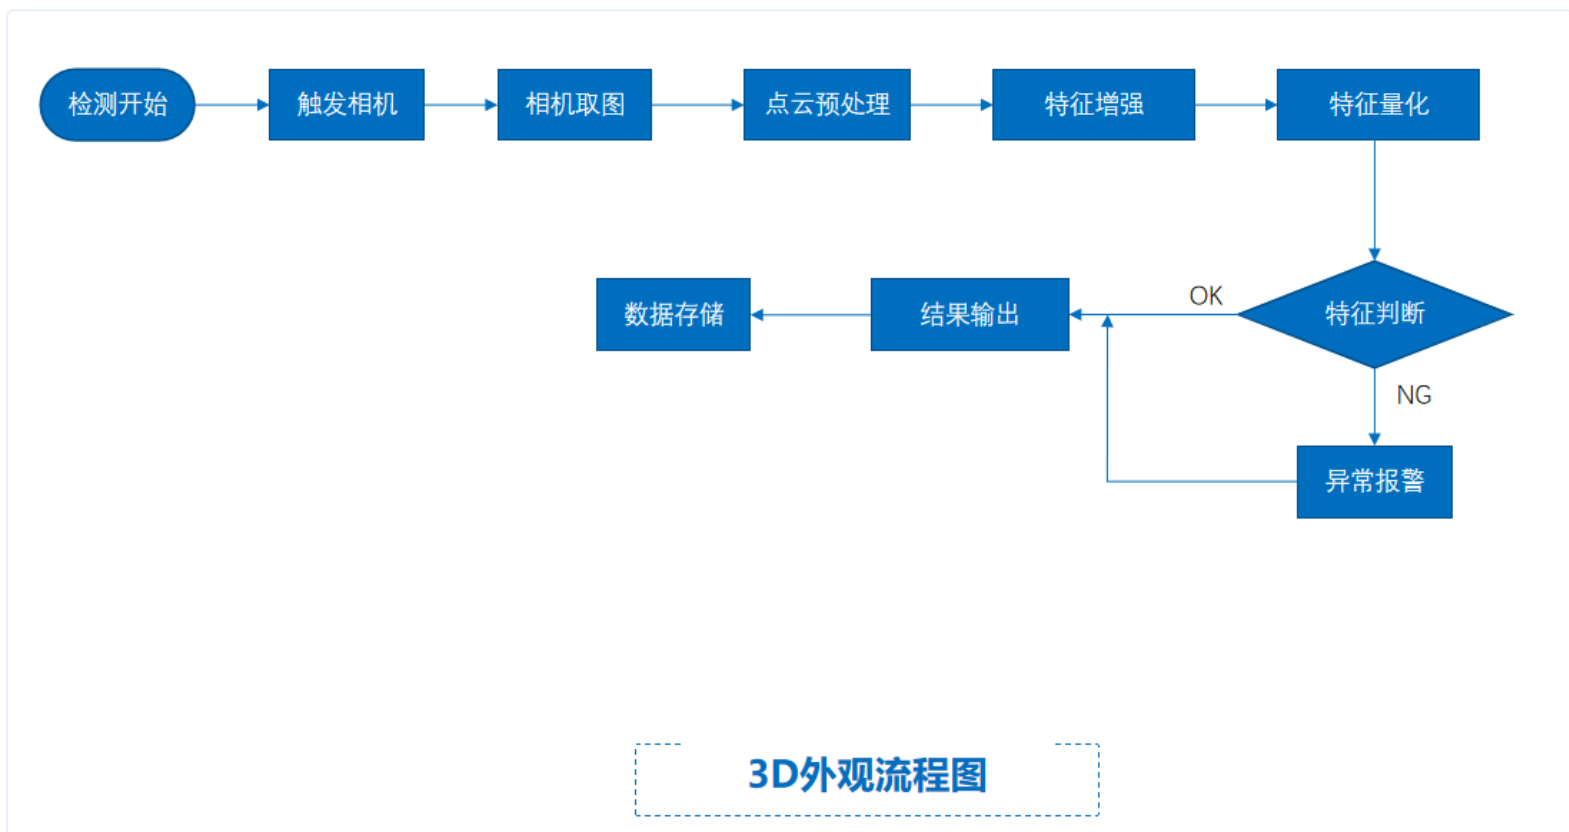 检测开始
触发相机
相机取图
点云预处理
特征增强
特征量化
特征判断
OK
结果输出
数据存储
NG
异常报警
3D外观流程图